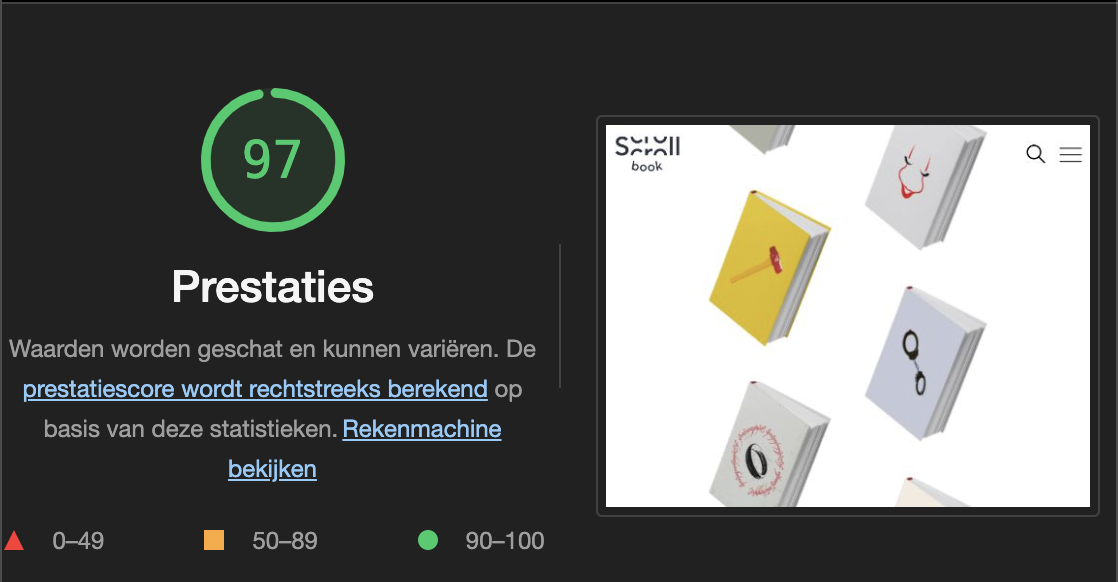 97
Prestaties
Waarden worden geschat en kunnen variëren. De
prestatiescore wordt rechtstreeks berekend op
basis van deze statistieken. Rekenmachine
bekijken
0–49
50–89
90–100
Scroll
book